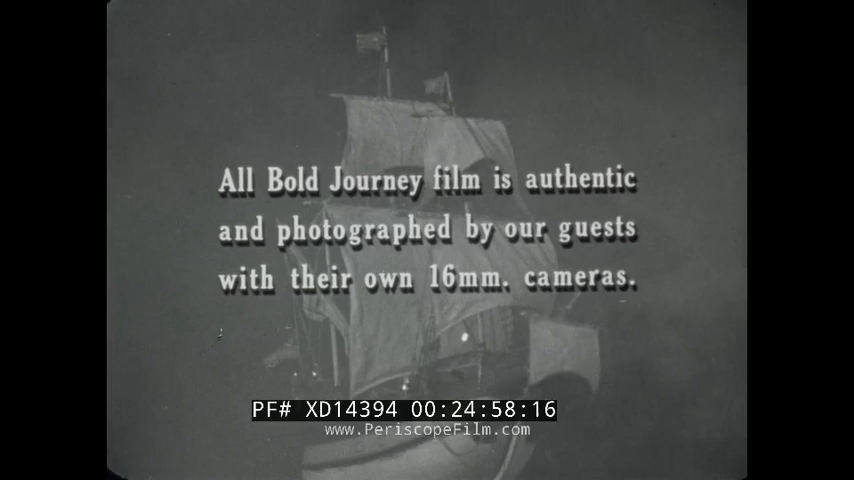 All Bold Journey film is authentic
and photographed by our guests
with their own 16mm. cameras.
PF# XD14394 00:24:58:16
www.PeriscopeFilm.com